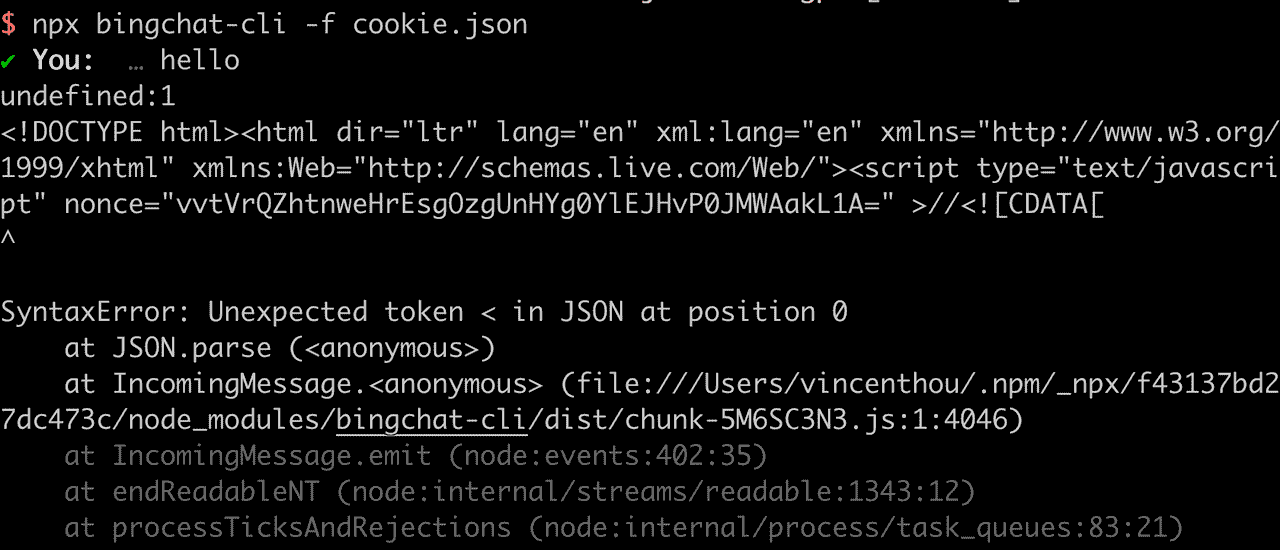 $ npx bingchat-cli -f cookie.json
✔ You:  … hello
undefined:1
<!DOCTYPE html><html dir="ltr" lang="en" xml:lang="en" xmlns="http://www.w3.org/
1999/xhtml" xmlns:Web="http://schemas.live.com/Web/"><script type="text/javascri
pt" nonce="vvtVrQZhtnweHrEsgOzgUnHYg0YlEJHvP0JMWAakL1A=" >//<![CDATA[
^
SyntaxError: Unexpected token < in JSON at position 0
    at JSON.parse (<anonymous>)
    at IncomingMessage.<anonymous> (file:///Users/vincenthou/.npm/_npx/f43137bd2
7dc473c/node_modules/bingchat-cli/dist/chunk-5M6SC3N3.js:1:4046)
    at IncomingMessage.emit (node:events:402:35)
    at endReadableNT (node:internal/streams/readable:1343:12)
    at processTicksAndRejections (node:internal/process/task_queues:83:21)